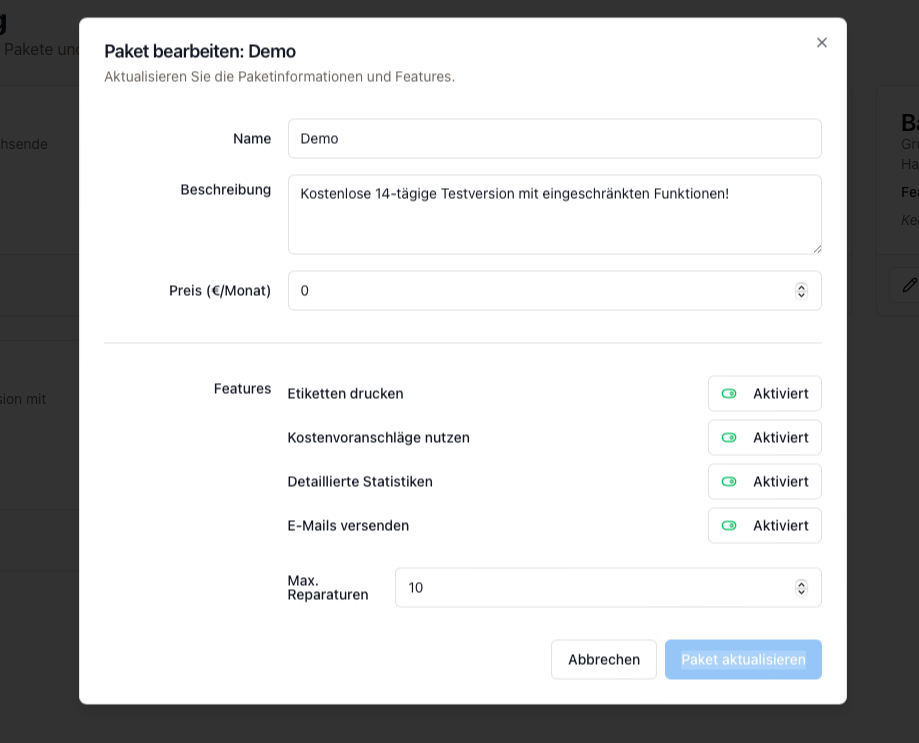 g
Pakete und
Paket bearbeiten: Demo
Aktualisieren Sie die Paketinformationen und Features.
Name
Demo
Beschreibung
Kostenlose 14-tägige Testversion mit eingeschränkten Funktionen!
Preis (€/Monat)
0
Features
Etiketten drucken
Aktiviert
Kostenvoranschläge nutzen
Aktiviert
Detaillierte Statistiken
Aktiviert
E-Mails versenden
Aktiviert
Max.
Reparaturen
10
Abbrechen
Paket aktualisieren
hsende
sion mit
Ba
Gr
Ha
Fea
Ke